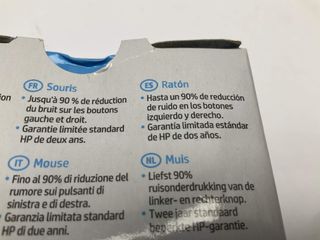 FR Souris
• Jusqu'à 90 % de réduction
du bruit sur les boutons
gauche et droit.
• Garantie limitée standard
HP de deux ans.
ES Ratón
• Hasta un 90% de reducción
de ruido en los botones
izquierdo y derecho.
• Garantía limitada estándar
de HP de dos años.
IT Mouse
• Fino al 90% di riduzione del
rumore sui pulsanti di
sinistra e di destra.
Garanzia limitata standard
HP di due anni.
NL Muis
• Liefst 90%
ruisonderdrukking van de
linker- en rechterknop.
• Twee jaar standaard
beperkte HP-garantie.